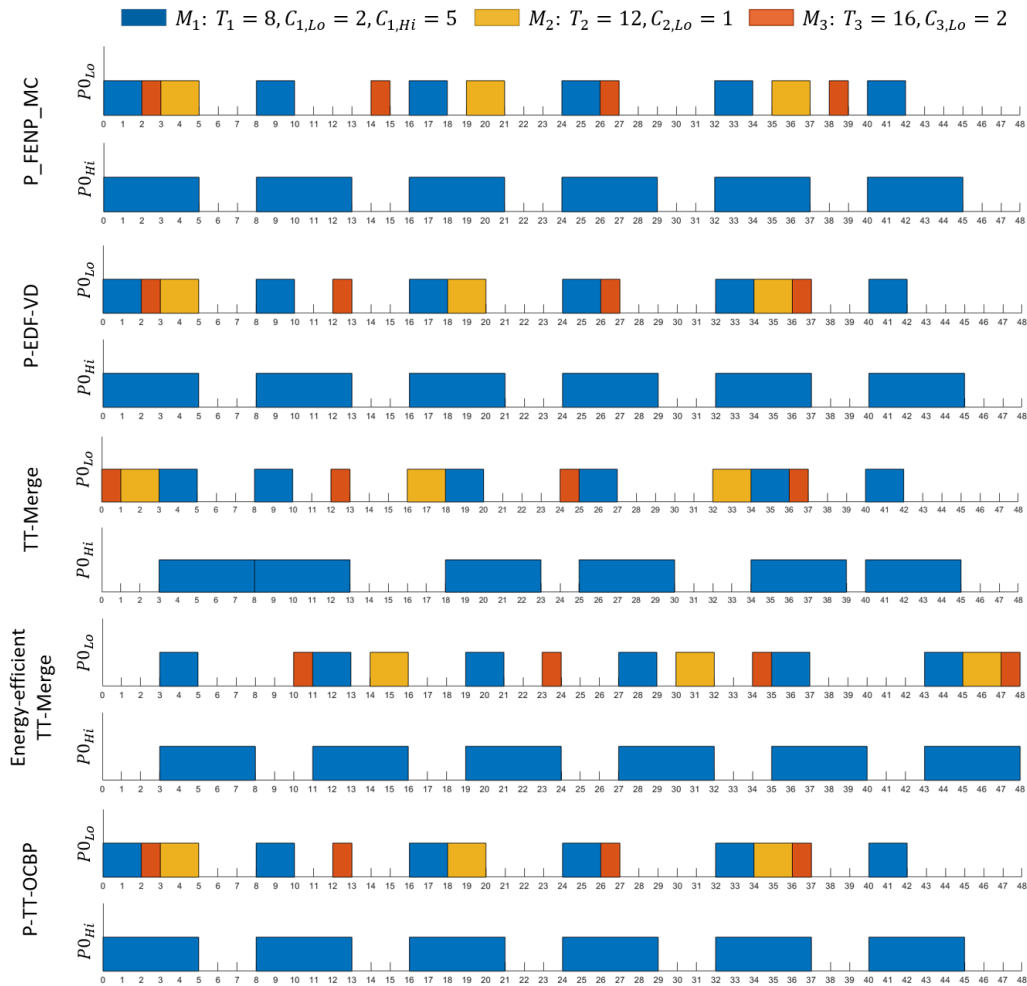 M₁: T₁ = 8, C₁,Lo = 2, C₁,Hi = 5 M₂: T₂ = 12, C₂,Lo = 1 M₃: T₃ = 16, C₃,Lo = 2
P_FENP_MC
P0Lo
0 1 2 3 4 5 6 7 8 9 10 11 12 13 14 15 16 17 18 19 20 21 22 23 24 25 26 27 28 29 30 31 32 33 34 35 36 37 38 39 40 41 42 43 44 45 46 47 48
P0Hi
0 1 2 3 4 5 6 7 8 9 10 11 12 13 14 15 16 17 18 19 20 21 22 23 24 25 26 27 28 29 30 31 32 33 34 35 36 37 38 39 40 41 42 43 44 45 46 47 48
P-EDF-VD
P0Lo
0 1 2 3 4 5 6 7 8 9 10 11 12 13 14 15 16 17 18 19 20 21 22 23 24 25 26 27 28 29 30 31 32 33 34 35 36 37 38 39 40 41 42 43 44 45 46 47 48
P0Hi
0 1 2 3 4 5 6 7 8 9 10 11 12 13 14 15 16 17 18 19 20 21 22 23 24 25 26 27 28 29 30 31 32 33 34 35 36 37 38 39 40 41 42 43 44 45 46 47 48
TT-Merge
P0Lo
0 1 2 3 4 5 6 7 8 9 10 11 12 13 14 15 16 17 18 19 20 21 22 23 24 25 26 27 28 29 30 31 32 33 34 35 36 37 38 39 40 41 42 43 44 45 46 47 48
P0Hi
0 1 2 3 4 5 6 7 8 9 10 11 12 13 14 15 16 17 18 19 20 21 22 23 24 25 26 27 28 29 30 31 32 33 34 35 36 37 38 39 40 41 42 43 44 45 46 47 48
Energy-efficient
TT-Merge
P0Lo
0 1 2 3 4 5 6 7 8 9 10 11 12 13 14 15 16 17 18 19 20 21 22 23 24 25 26 27 28 29 30 31 32 33 34 35 36 37 38 39 40 41 42 43 44 45 46 47 48
P0Hi
0 1 2 3 4 5 6 7 8 9 10 11 12 13 14 15 16 17 18 19 20 21 22 23 24 25 26 27 28 29 30 31 32 33 34 35 36 37 38 39 40 41 42 43 44 45 46 47 48
P-TT-OCBP
P0Lo
0 1 2 3 4 5 6 7 8 9 10 11 12 13 14 15 16 17 18 19 20 21 22 23 24 25 26 27 28 29 30 31 32 33 34 35 36 37 38 39 40 41 42 43 44 45 46 47 48
P0Hi
0 1 2 3 4 5 6 7 8 9 10 11 12 13 14 15 16 17 18 19 20 21 22 23 24 25 26 27 28 29 30 31 32 33 34 35 36 37 38 39 40 41 42 43 44 45 46 47 48